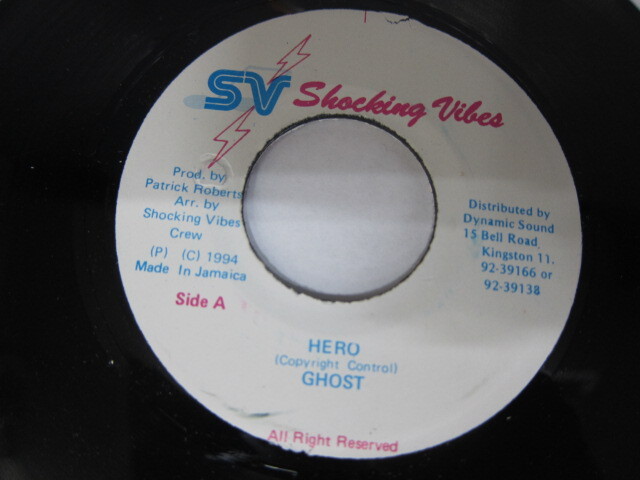 SV Shocking Vibes
Prod. by
Patrick Roberts
Arr. by
Shocking Vibes
Crew
(P) (C) 1994
Made In Jamaica
Side A
Distributed by
Dynamic Sound
15 Bell Road,
Kingston 11.
92-39166 or
92-39138
HERO
(Copyright Control)
GHOST
All Right Reserved